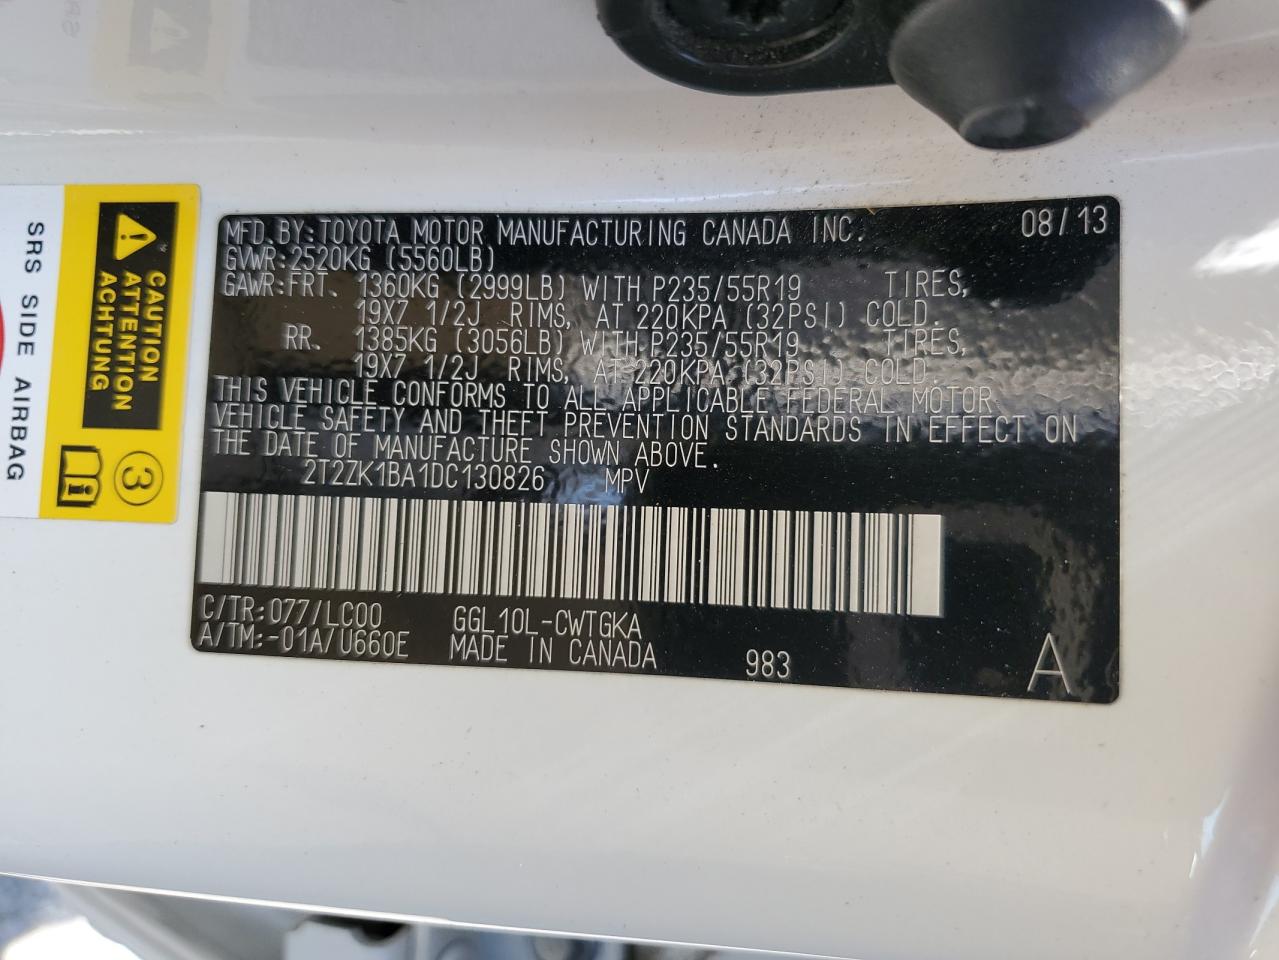 MFD.BY:TOYOTA MOTOR MANUFACTURING CANADA INC. 08/13
GVWR:2520KG (5560LB)
GAWR:FRT. 1360KG (2999LB) WITH P235/55R19 TIRES,
19X7 1/2J RIMS, AT 220KPA (32PSI) COLD.
RR. 1385KG (3056LB) WITH P235/55R19 TIRES,
19X7 1/2J RIMS, AT 220KPA (32PSI) COLD.
THIS VEHICLE CONFORMS TO ALL APPLICABLE FEDERAL MOTOR
VEHICLE SAFETY AND THEFT PREVENTION STANDARDS IN EFFECT ON
THE DATE OF MANUFACTURE SHOWN ABOVE.
2T2ZK1BA1DC130826 MPV
C/TR:077/LC00 GGL10L-CWTGKA
A/TM:-01A/U660E MADE IN CANADA 983 A
CAUTION
ATTENTION
ACHTUNG
3
SRS SIDE AIRBAG